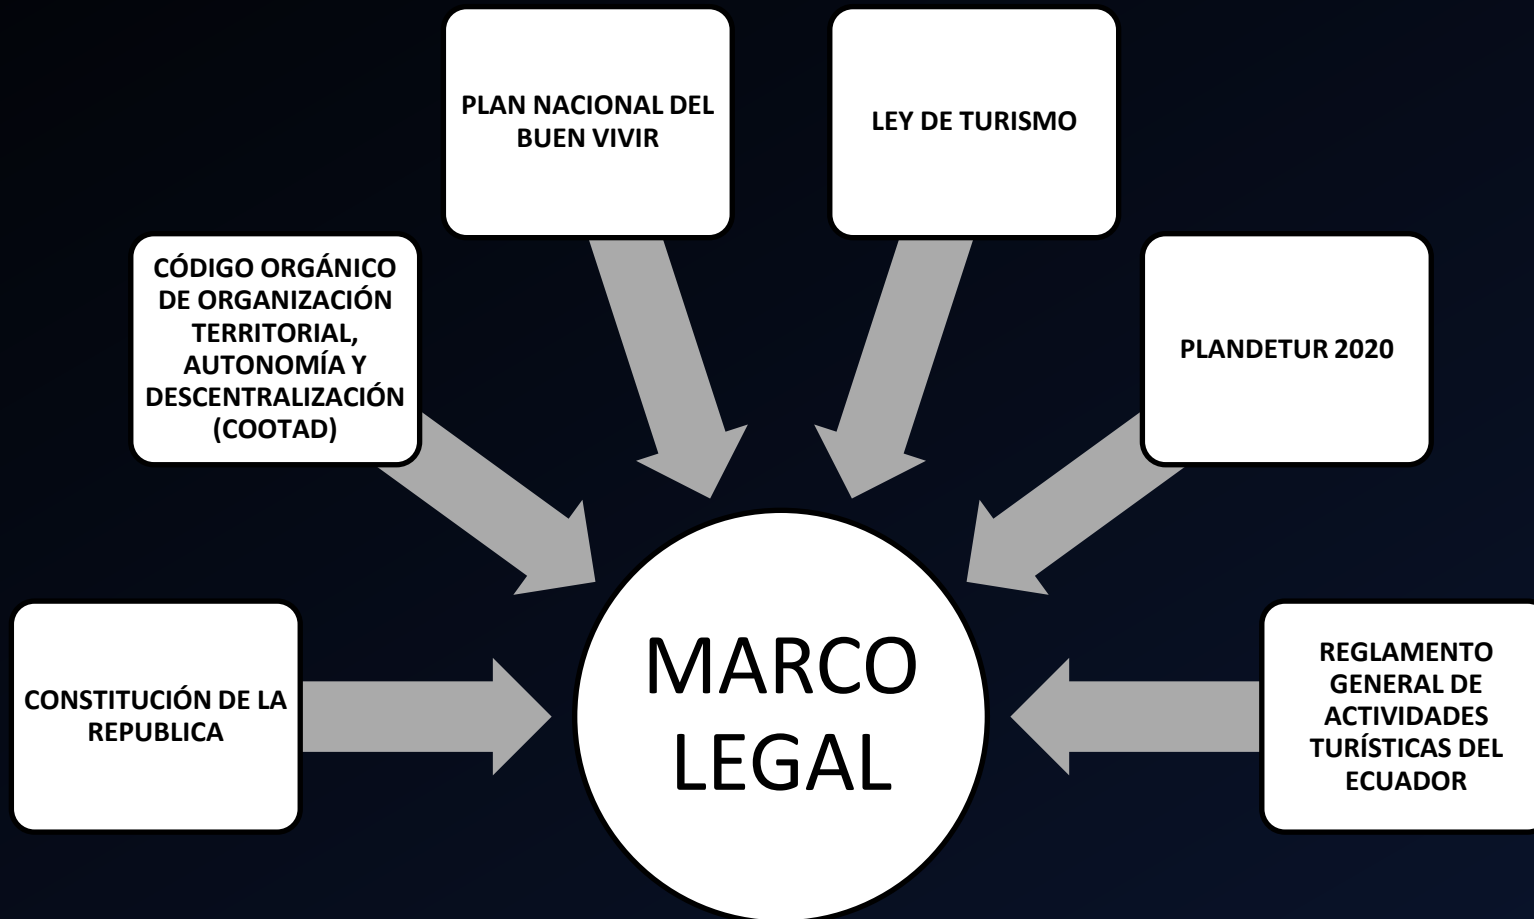 PLAN NACIONAL DEL
BUEN VIVIR
LEY DE TURISMO
CÓDIGO ORGÁNICO
DE ORGANIZACIÓN
TERRITORIAL,
AUTONOMÍA Y
DESCENTRALIZACIÓN
(COOTAD)
PLANDETUR 2020
CONSTITUCIÓN DE LA
REPUBLICA
MARCO
LEGAL
REGLAMENTO
GENERAL DE
ACTIVIDADES
TURÍSTICAS DEL
ECUADOR